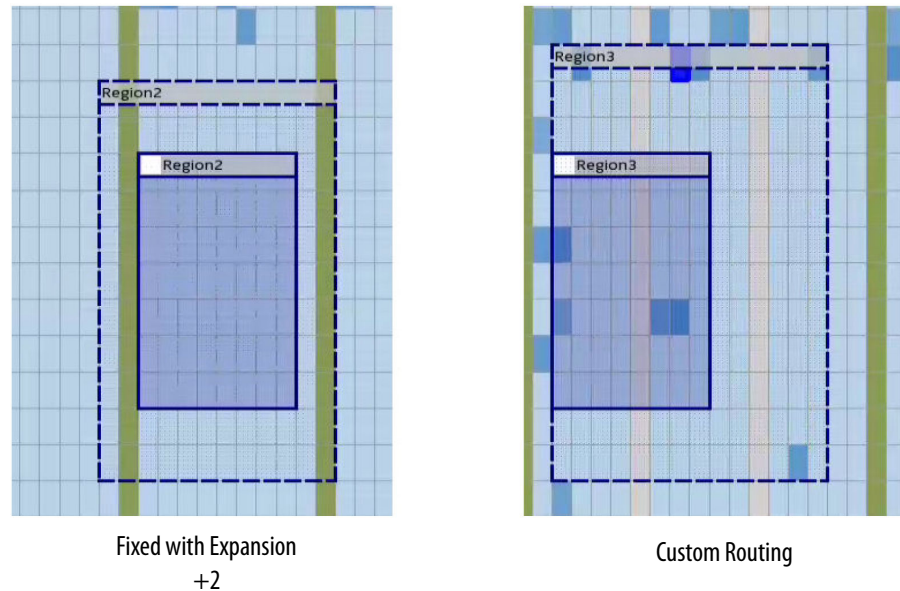 Region2
Region3
Region2
Region3
Fixed with Expansion
+2
Custom Routing